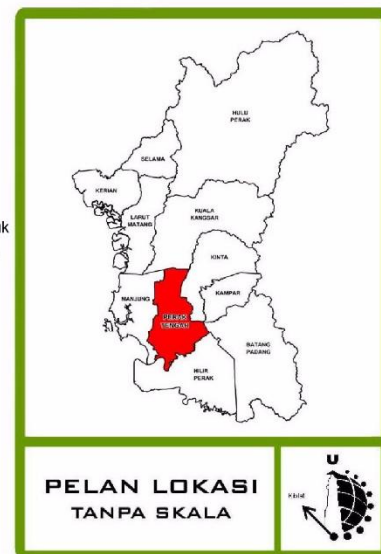 HULU
PERAK
SELAMA
KERIAN
LARUT
MATANG
KUALA
KANGSAR
uk
KINTA
KAMPAR
MANJUNG
PERAK
TENGAH
BATANG
PADANG
HILIR
PERAK
PELAN LOKASI
TANPA SKALA
U
Kiblat